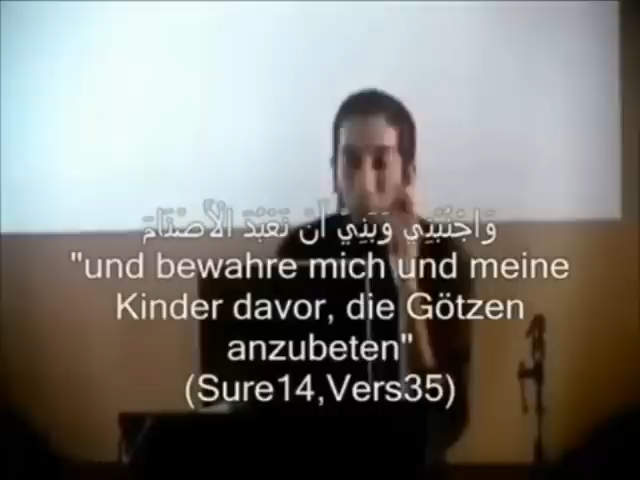 وَاجْنُبْنِي وَبَنِيَّ أَنْ نَعْبُدَ الْأَصْنَامَ
"und bewahre mich und meine
Kinder davor, die Götzen
anzubeten"
(Sure14,Vers35)